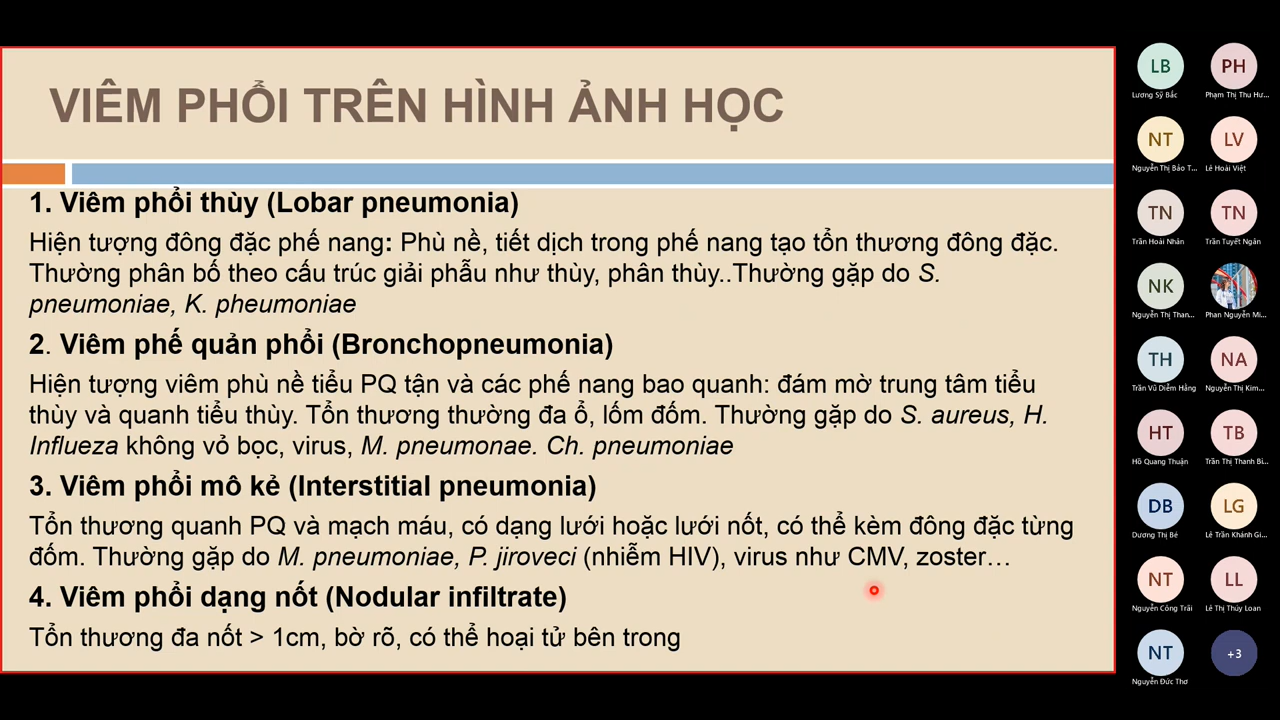 VIÊM PHỔI TRÊN HÌNH ẢNH HỌC
1. Viêm phổi thùy (Lobar pneumonia)
Hiện tượng đông đặc phế nang: Phù nề, tiết dịch trong phế nang tạo tổn thương đông đặc.
Thường phân bố theo cấu trúc giải phẫu như thùy, phân thùy..Thường gặp do S.
pneumoniae, K. pheumoniae
2. Viêm phế quản phổi (Bronchopneumonia)
Hiện tượng viêm phù nề tiểu PQ tận và các phế nang bao quanh: đám mờ trung tâm tiểu
thùy và quanh tiểu thùy. Tổn thương thường đa ổ, lốm đốm. Thường gặp do S. aureus, H.
Influeza không vỏ bọc, virus, M. pneumonae. Ch. pneumoniae
3. Viêm phổi mô kẻ (Interstitial pneumonia)
Tổn thương quanh PQ và mạch máu, có dạng lưới hoặc lưới nốt, có thể kèm đông đặc từng
đốm. Thường gặp do M. pneumoniae, P. jiroveci (nhiễm HIV), virus như CMV, zoster…
4. Viêm phổi dạng nốt (Nodular infiltrate)
Tổn thương đa nốt > 1cm, bờ rõ, có thể hoại tử bên trong
LB PH
Lương Sỹ Bắc Phạm Thị Thu Hư...
NT LV
Nguyễn Thị Bảo T... Lê Hoài Việt
TN TN
Trần Hoài Nhân Trần Tuyết Ngân
NK
Nguyễn Thị Than... Phan Nguyễn Mi...
TH NA
Trần Vũ Diễm Hằng Nguyễn Thị Kim...
HT TB
Hồ Quang Thuận Trần Thị Thanh Bì...
DB LG
Dương Thị Bé Lê Trần Khánh Gi...
NT LL
Nguyễn Công Trãi Lê Thị Thúy Loan
NT +3
Nguyễn Đức Thơ